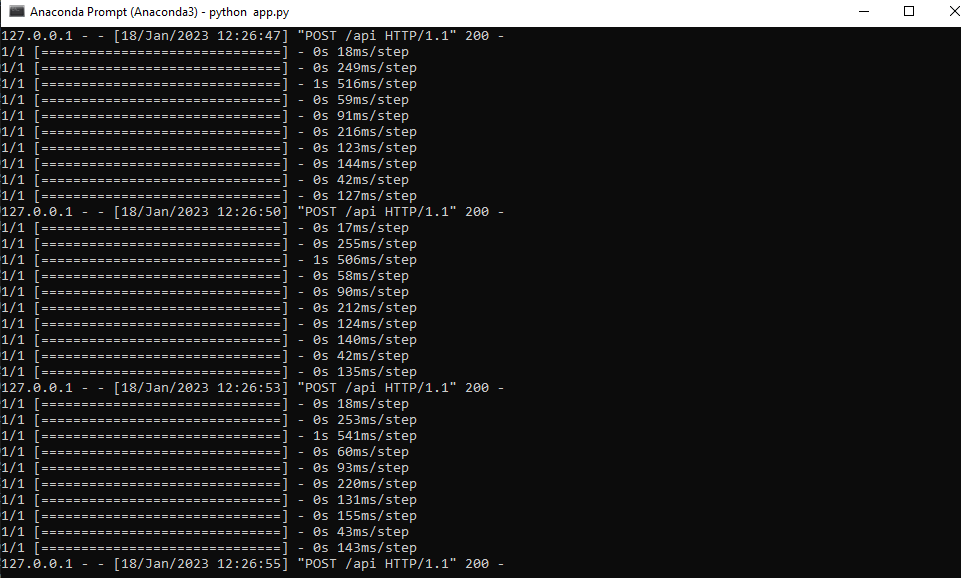 Anaconda Prompt (Anaconda3) - python app.py
127.0.0.1 - - [18/Jan/2023 12:26:47] "POST /api HTTP/1.1" 200 -
1/1 [==============================] - 0s 18ms/step
1/1 [==============================] - 0s 249ms/step
1/1 [==============================] - 1s 516ms/step
1/1 [==============================] - 0s 59ms/step
1/1 [==============================] - 0s 91ms/step
1/1 [==============================] - 0s 216ms/step
1/1 [==============================] - 0s 123ms/step
1/1 [==============================] - 0s 144ms/step
1/1 [==============================] - 0s 42ms/step
1/1 [==============================] - 0s 127ms/step
127.0.0.1 - - [18/Jan/2023 12:26:50] "POST /api HTTP/1.1" 200 -
1/1 [==============================] - 0s 17ms/step
1/1 [==============================] - 0s 255ms/step
1/1 [==============================] - 1s 506ms/step
1/1 [==============================] - 0s 58ms/step
1/1 [==============================] - 0s 90ms/step
1/1 [==============================] - 0s 212ms/step
1/1 [==============================] - 0s 124ms/step
1/1 [==============================] - 0s 140ms/step
1/1 [==============================] - 0s 42ms/step
1/1 [==============================] - 0s 135ms/step
127.0.0.1 - - [18/Jan/2023 12:26:53] "POST /api HTTP/1.1" 200 -
1/1 [==============================] - 0s 18ms/step
1/1 [==============================] - 0s 253ms/step
1/1 [==============================] - 1s 541ms/step
1/1 [==============================] - 0s 60ms/step
1/1 [==============================] - 0s 93ms/step
1/1 [==============================] - 0s 220ms/step
1/1 [==============================] - 0s 131ms/step
1/1 [==============================] - 0s 155ms/step
1/1 [==============================] - 0s 43ms/step
1/1 [==============================] - 0s 143ms/step
127.0.0.1 - - [18/Jan/2023 12:26:55] "POST /api HTTP/1.1" 200 -